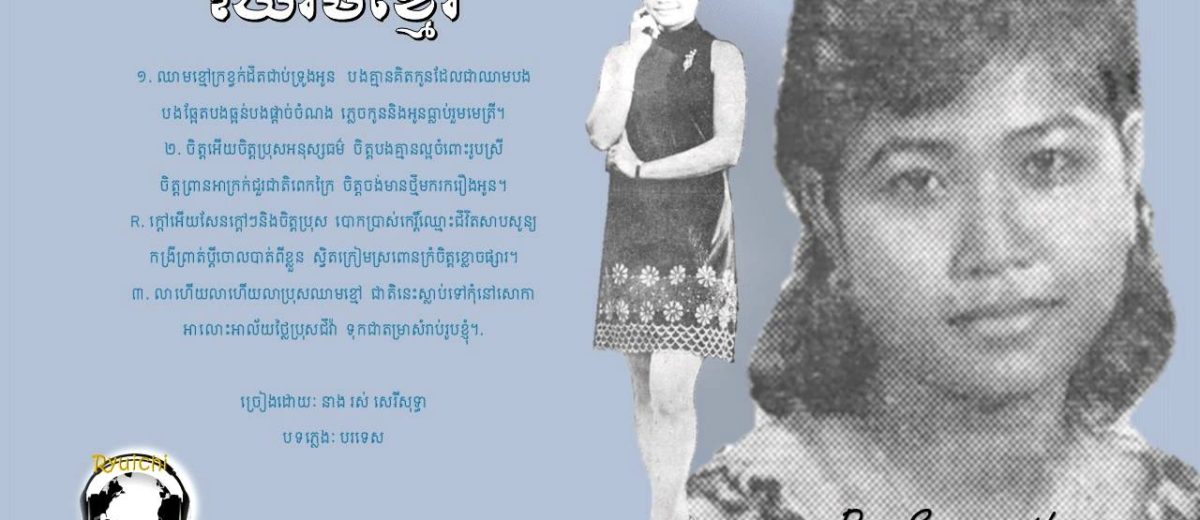 ឈាមខ្មៅ
១. ឈាមខ្មៅក្រខ្វក់ដិតជាប់ទ្រូងអូន បងគ្មានគិតកូនដែលជាឈាមបង
បងឆ្អែតបងធ្អន់បងផ្ដាច់ចំណង ភ្លេចកូននិងអូនធ្លាប់រួមមេត្រី។
២. ចិត្តអើយចិត្តប្រុសអនុស្សធម៌ ចិត្តបងគ្មានល្អចំពោះរូបស្រី
ចិត្តព្រានអាក្រក់ជួរជាតិពេកក្រៃ ចិត្តចង់មានថ្មីមករករឿងអូន។
R. ក្ដៅអើយសែនក្ដៅៗនិងចិត្តប្រុស បោកប្រាស់កេរ្តិ៍ឈ្មោះជីវិតសាបសូន្យ
កង្រីព្រាត់ប្ដីចោលបាត់ពីខ្លួន ស្វិតក្រៀមស្រពោនក្រំចិត្តខ្លោចផ្សារ។
៣. លាហើយលាហើយលាប្រុសឈាមខ្មៅ ជាតិនេះស្លាប់ទៅកុំនៅសោកា
អាលោះអាល័យថ្លៃប្រុសជីវ៉ា ទុកជាតម្រាសំរាប់រូបខ្ញុំ។.
ច្រៀងដោយ: នាង រស់ សេរីសុទ្ធា
បទភ្លេង: បរទេស
Ryuichi